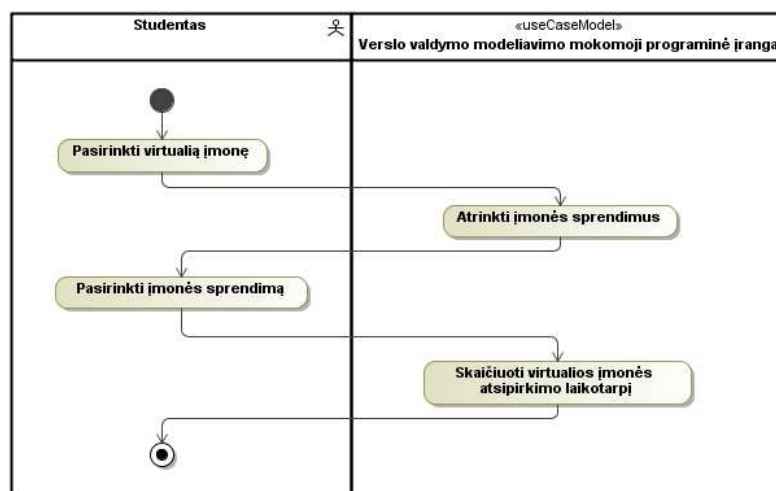 Studentas
«useCaseModel»
Verslo valdymo modeliavimo mokomoji programinė įranga
Pasirinkti virtualią įmonę
Atrinkti įmonės sprendimus
Pasirinkti įmonės sprendimą
Skaičiuoti virtualios įmonės
atsipirkimo laikotarpį